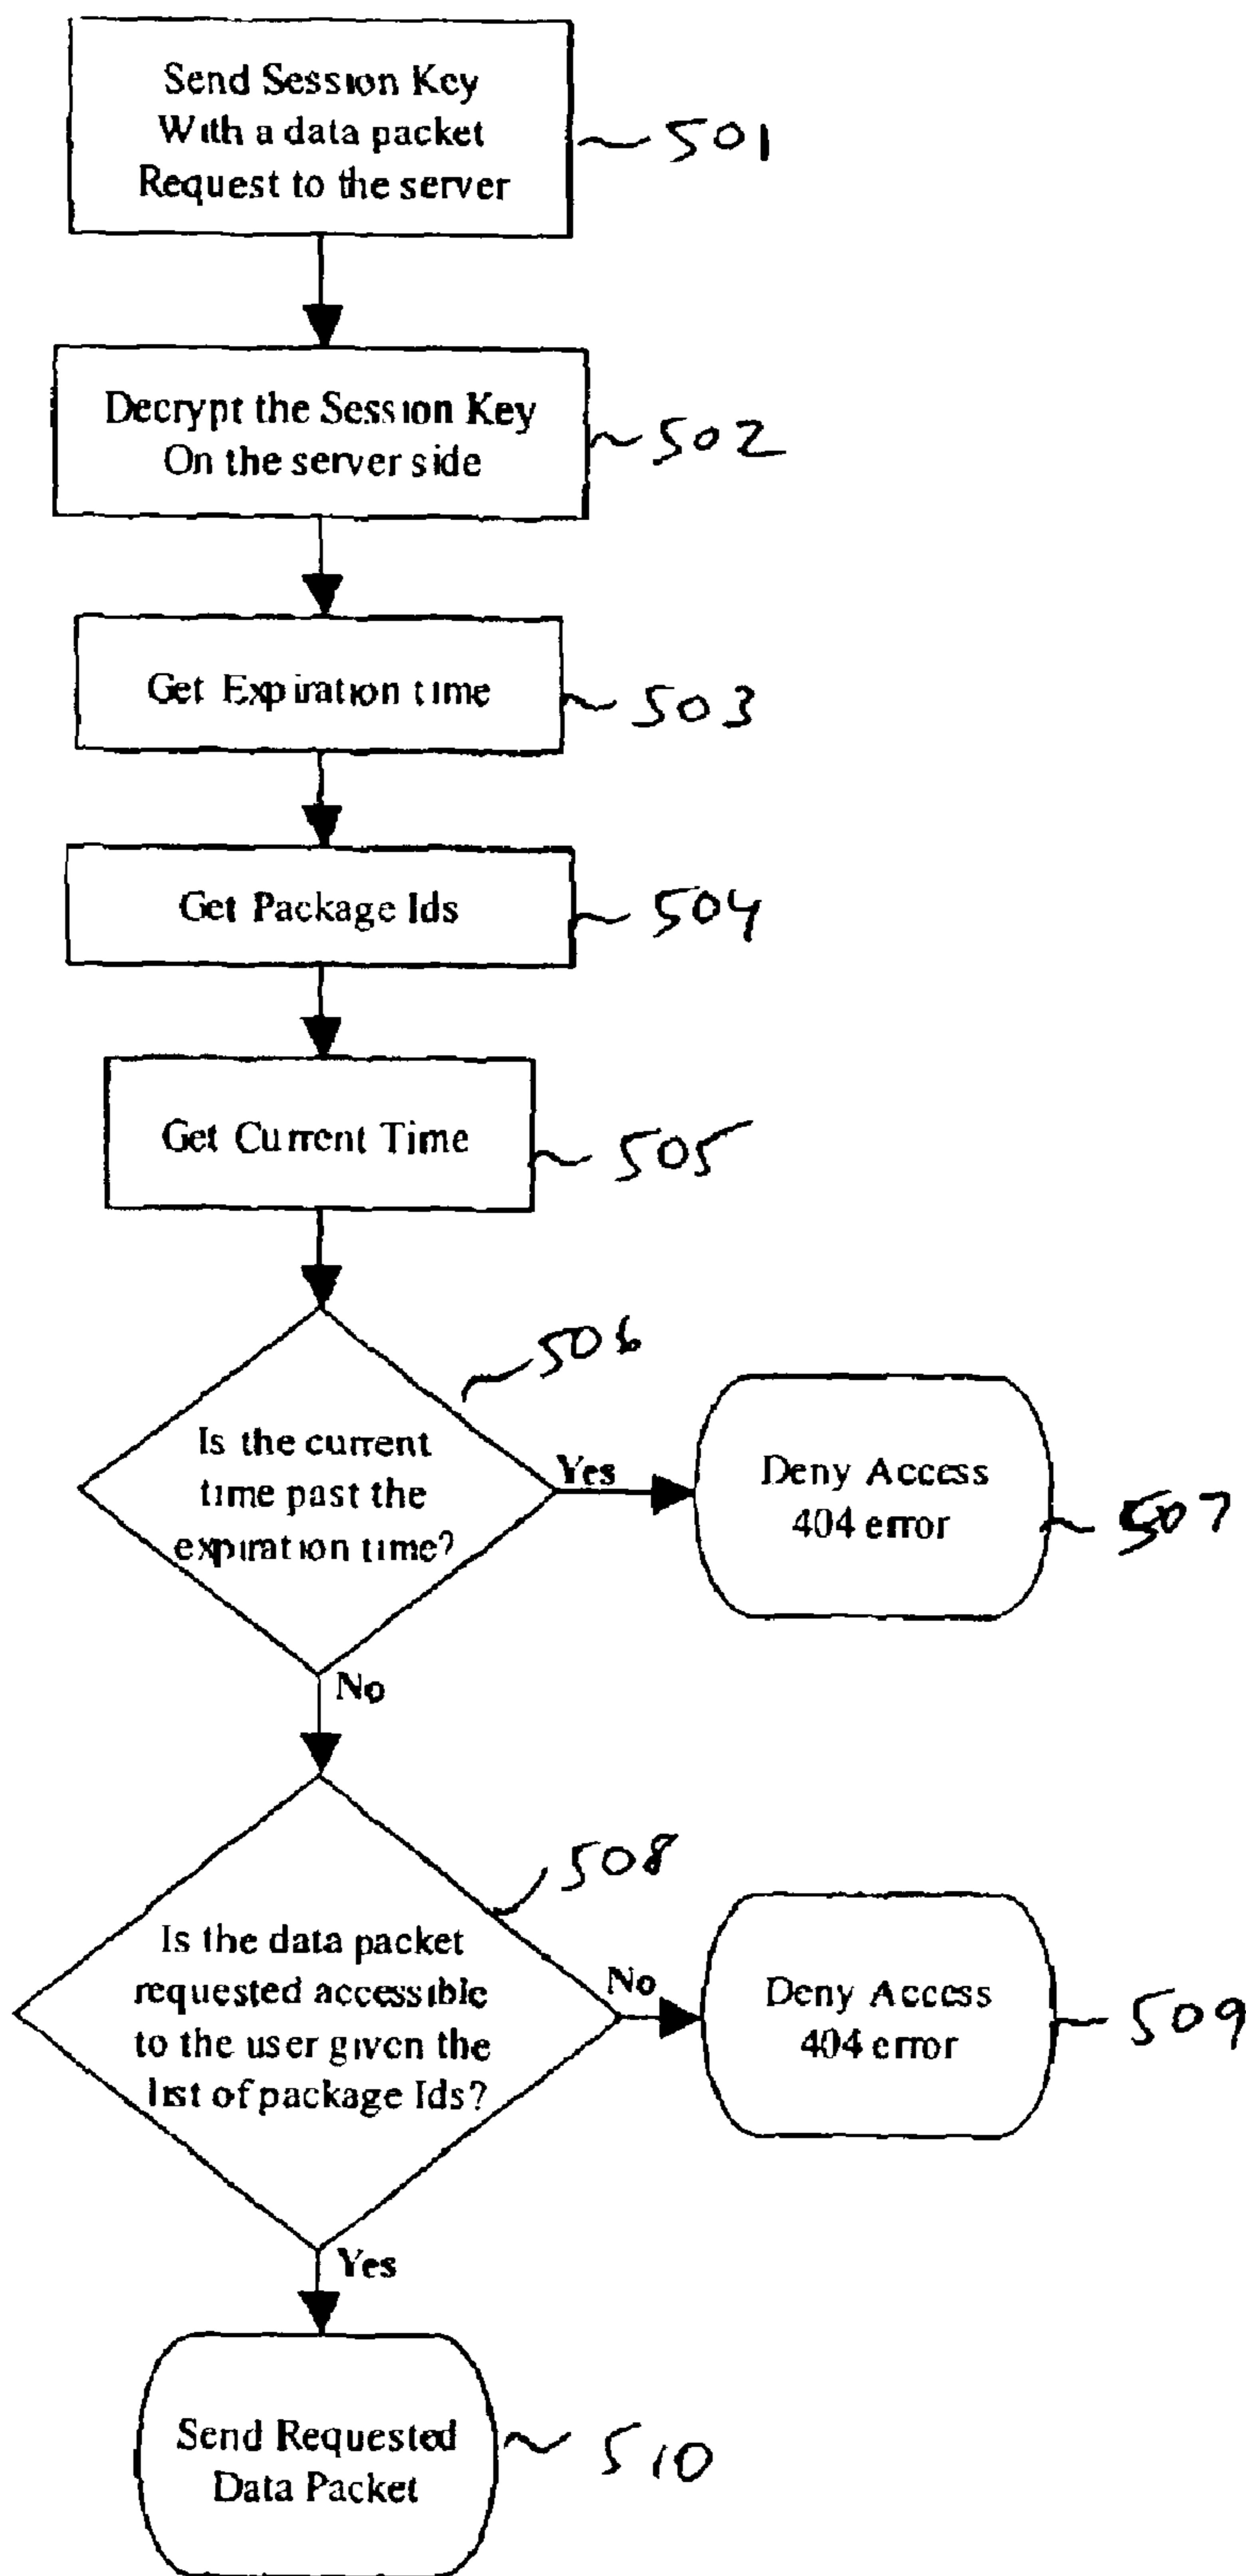 Send Session Key
With a data packet
Request to the server
501
Decrypt the Session Key
On the server side
502
Get Expiration time
503
Get Package Ids
504
Get Current Time
505
506
Is the current
time past the
expiration time?
Yes
Deny Access
404 error
507
No
508
Is the data packet
requested accessible
to the user given the
list of package Ids?
No
Deny Access
404 error
509
Yes
Send Requested
Data Packet
510